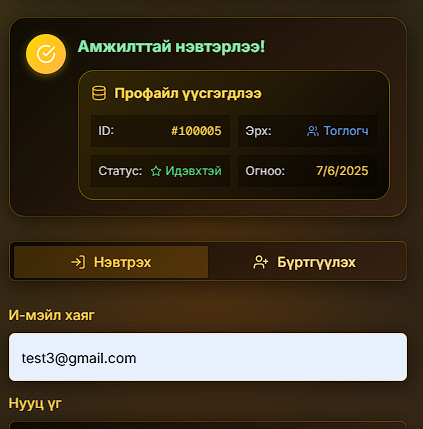 Амжилттай нэвтэрлээ!
Профайл үүсгэгдлээ
ID: #100005 Эрх: Тоглогч
Статус: Идэвхтэй Огноо: 7/6/2025
Нэвтрэх Бүртгүүлэх
И-мэйл хаяг
test3@gmail.com
Нууц үг